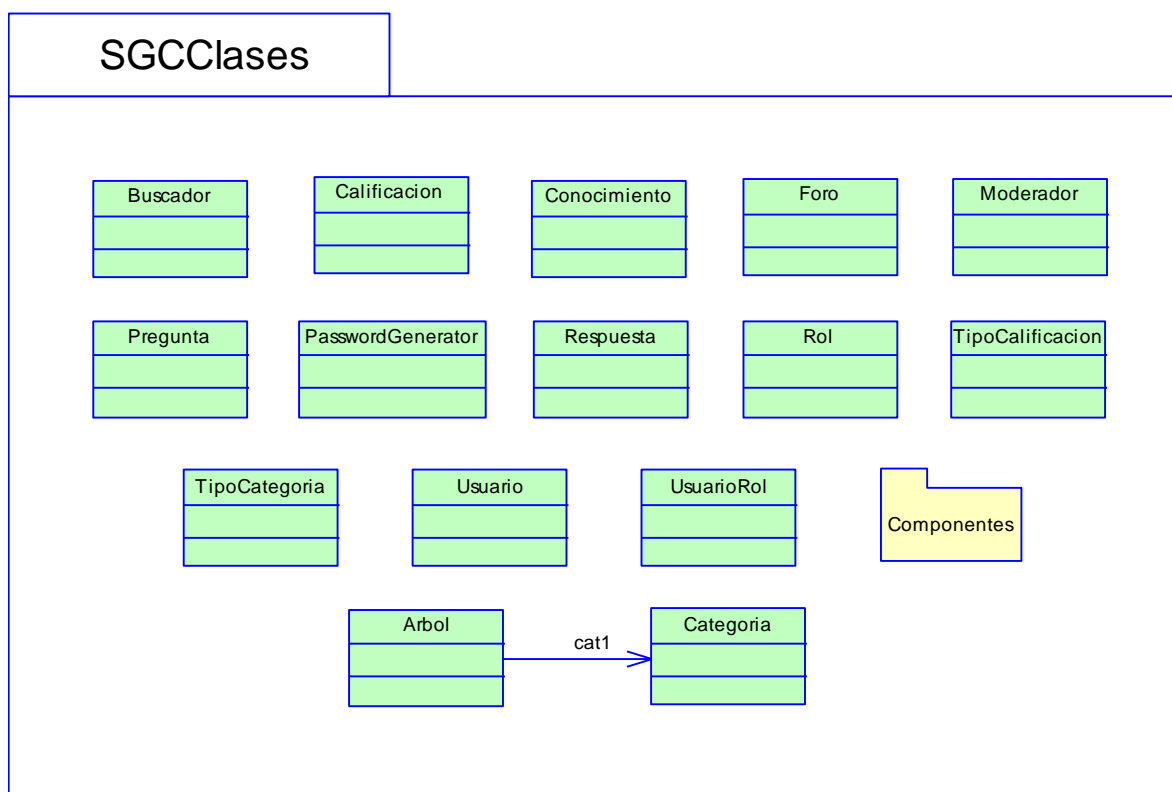 SGCClases
Buscador
Calificacion
Conocimiento
Foro
Moderador
Pregunta
PasswordGenerator
Respuesta
Rol
TipoCalificacion
TipoCategoria
Usuario
UsuarioRol
Componentes
Arbol
cat1
Categoria